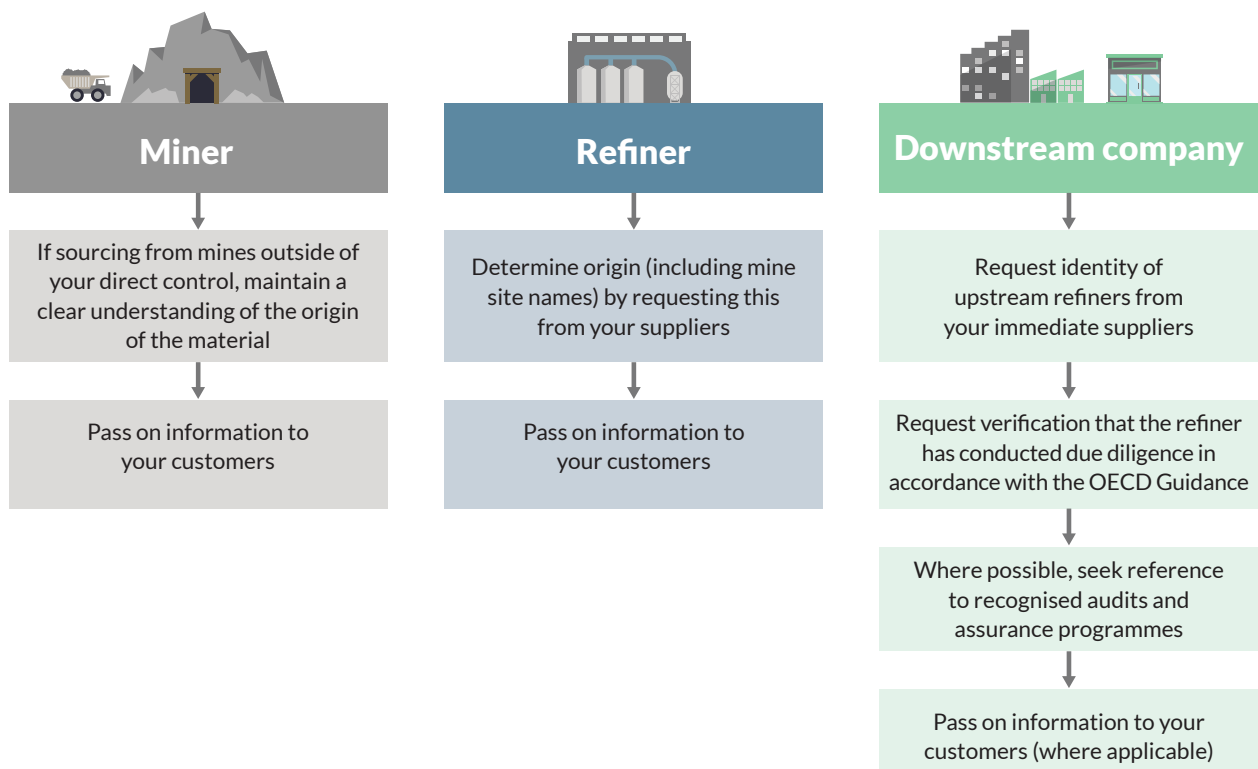 Miner
If sourcing from mines outside of
your direct control, maintain a
clear understanding of the origin
of the material
Pass on information to
your customers
Refiner
Determine origin (including mine
site names) by requesting this
from your suppliers
Pass on information to
your customers
Downstream company
Request identity of
upstream refiners from
your immediate suppliers
Request verification that the refiner
has conducted due diligence in
accordance with the OECD Guidance
Where possible, seek reference
to recognised audits and
assurance programmes
Pass on information to your
customers (where applicable)